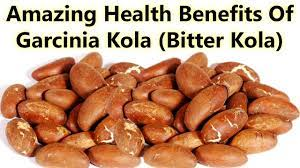 Amazing Health Benefits Of
Garcinia Kola (Bitter Kola)